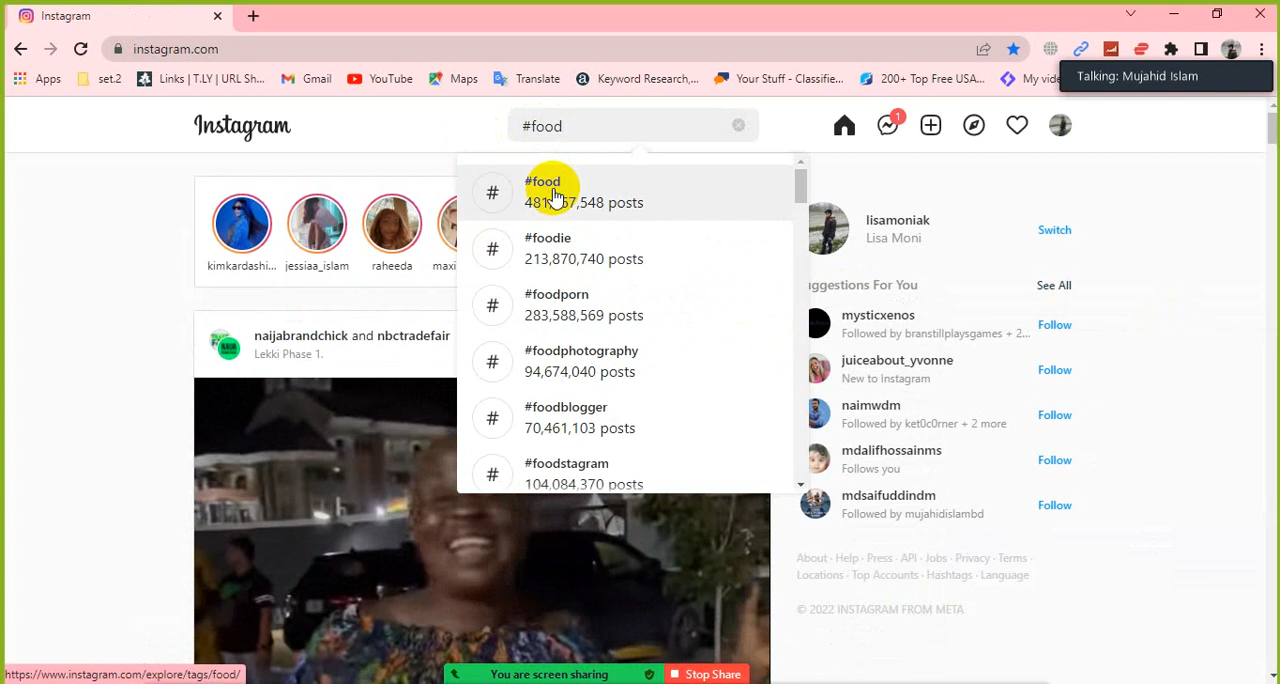 Instagram
instagram.com
Apps
set.2
Links | T.LY | URL Sh...
Gmail
YouTube
Maps
Translate
Keyword Research,...
Your Stuff - Classifie...
200+ Top Free USA...
My vide
Talking: Mujahid Islam
Instagram
#food
1
#food
548 posts
#foodie
213,870,740 posts
#foodporn
283,588,569 posts
#foodphotography
94,674,040 posts
#foodblogger
70,461,103 posts
#foodstagram
104,084,370 posts
kimkardashi...
jessiaa_islam
raheeda
maxi
naijabrandchick and nbctradefair
Lekki Phase 1.
lisamoniak
Lisa Moni
Switch
uggestions For You
See All
mysticxenos
Followed by branstillplaysgames + 2...
Follow
juiceabout_yvonne
New to Instagram
Follow
naimwdm
Followed by ket0c0rner + 2 more
Follow
mdalifhossainms
Follows you
Follow
mdsaifuddindm
Followed by mujahidislambd
Follow
About · Help · Press · API · Jobs · Privacy · Terms ·
Locations · Top Accounts · Hashtags · Language
© 2022 INSTAGRAM FROM META
https://www.instagram.com/explore/tags/food/
You are screen sharing
Stop Share